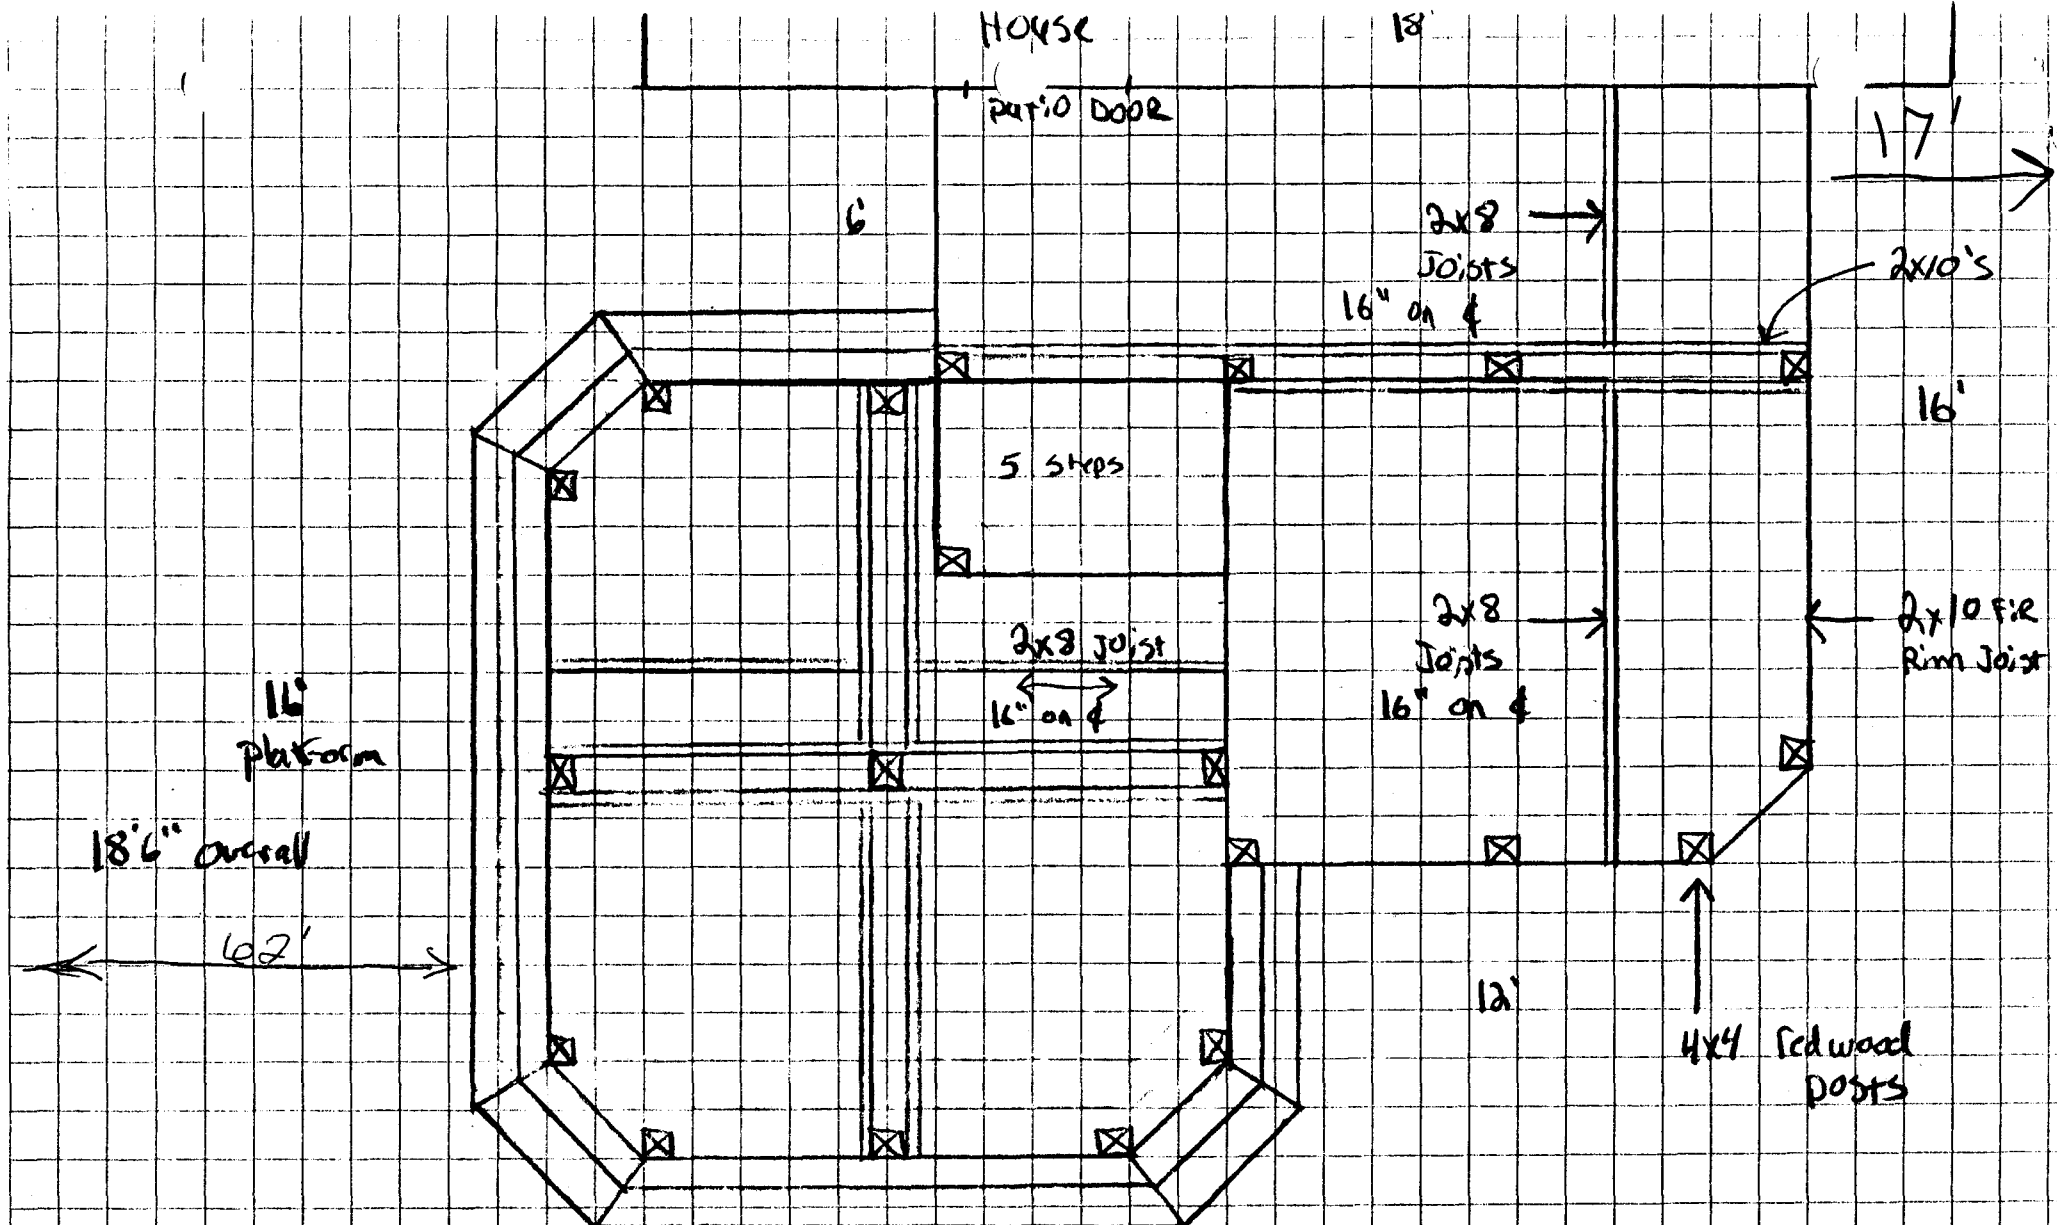 House
18'
Patio Door
17'
6'
2x8
Joists
16" on ¢
2x10's
16'
5 steps
2x8 Joist
16" on ¢
2x8
Joists
16" on ¢
2x10 Fir
Rim Joist
16'
platform
18'6" overall
62'
12'
4x4 redwood
posts